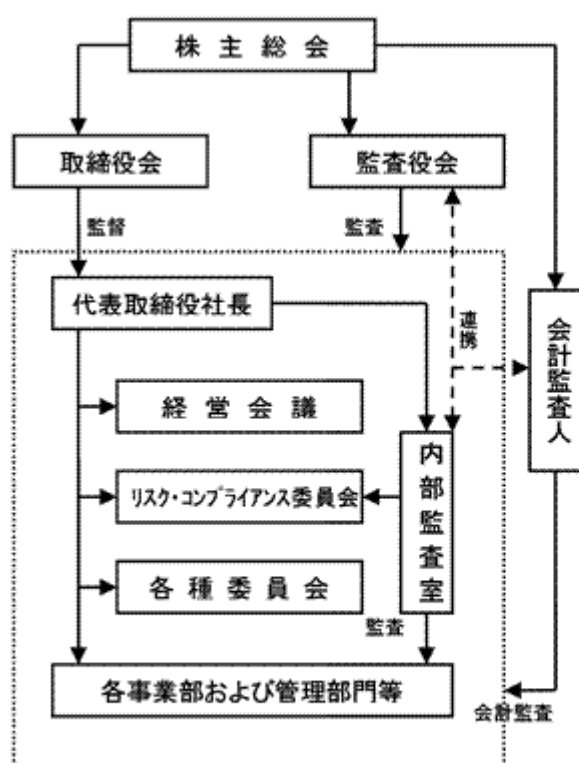 株主総会
取締役会
監査役会
監督
監査
代表取締役社長
連携
会計監査人
経営会議
内部監査室
リスク・コンプライアンス委員会
各種委員会
監査
各事業部および管理部門等
会計監査